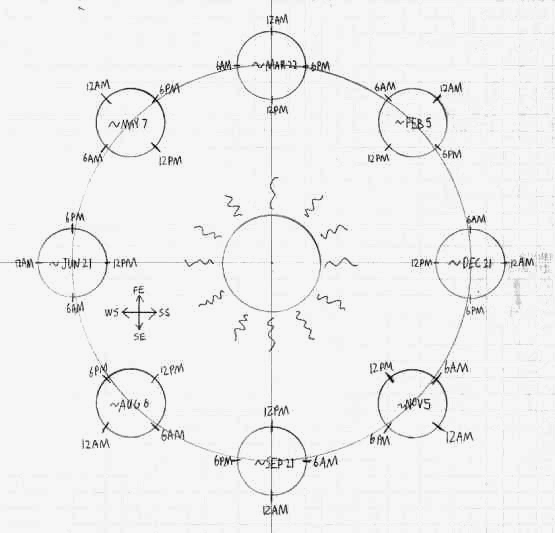 12AM
6AM
~MAR 22
6PM
12PM
12AM
6PM
~MAY 7
6AM
12PM
6AM
12AM
~FEB 5
12PM
6PM
6PM
12AM
~JUN 21
12PM
6AM
6AM
12PM
~DEC 21
12AM
6PM
FE
WS
SS
SE
6PM
12PM
~AUG 6
12AM
6AM
12PM
6AM
~NOV 5
6PM
12AM
12PM
6PM
~SEP 21
6AM
12AM